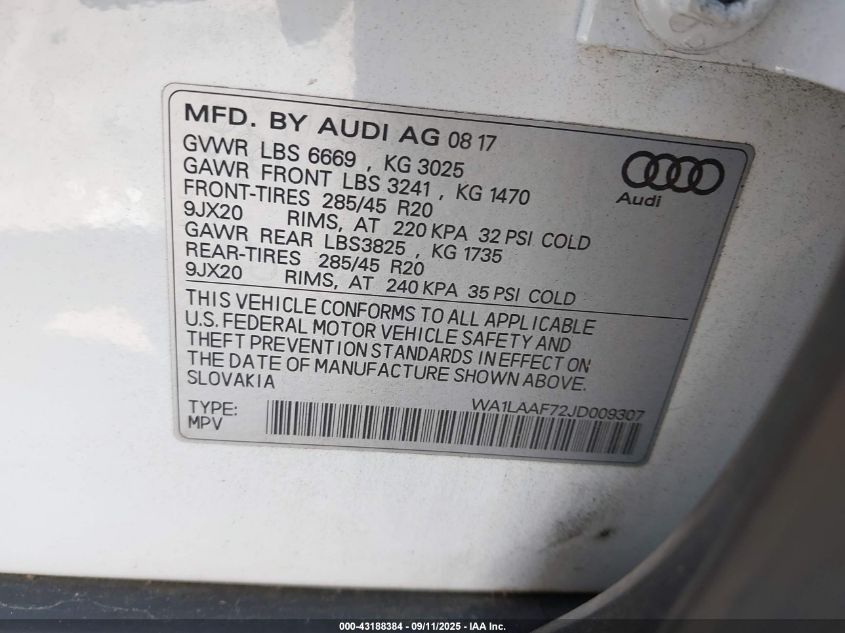 MFD. BY AUDI AG 08 17
GVWR LBS 6669 , KG 3025
GAWR FRONT LBS 3241 , KG 1470
FRONT-TIRES 285/45 R20
9JX20 RIMS, AT 220 KPA 32 PSI COLD
GAWR REAR LBS3825 , KG 1735
REAR-TIRES 285/45 R20
9JX20 RIMS, AT 240 KPA 35 PSI COLD
Audi
THIS VEHICLE CONFORMS TO ALL APPLICABLE
U.S. FEDERAL MOTOR VEHICLE SAFETY AND
THEFT PREVENTION STANDARDS IN EFFECT ON
THE DATE OF MANUFACTURE SHOWN ABOVE.
SLOVAKIA
WA1LAAF72JD009307
TYPE:
MPV
000-43188384 - 09/11/2025 - IAA Inc.